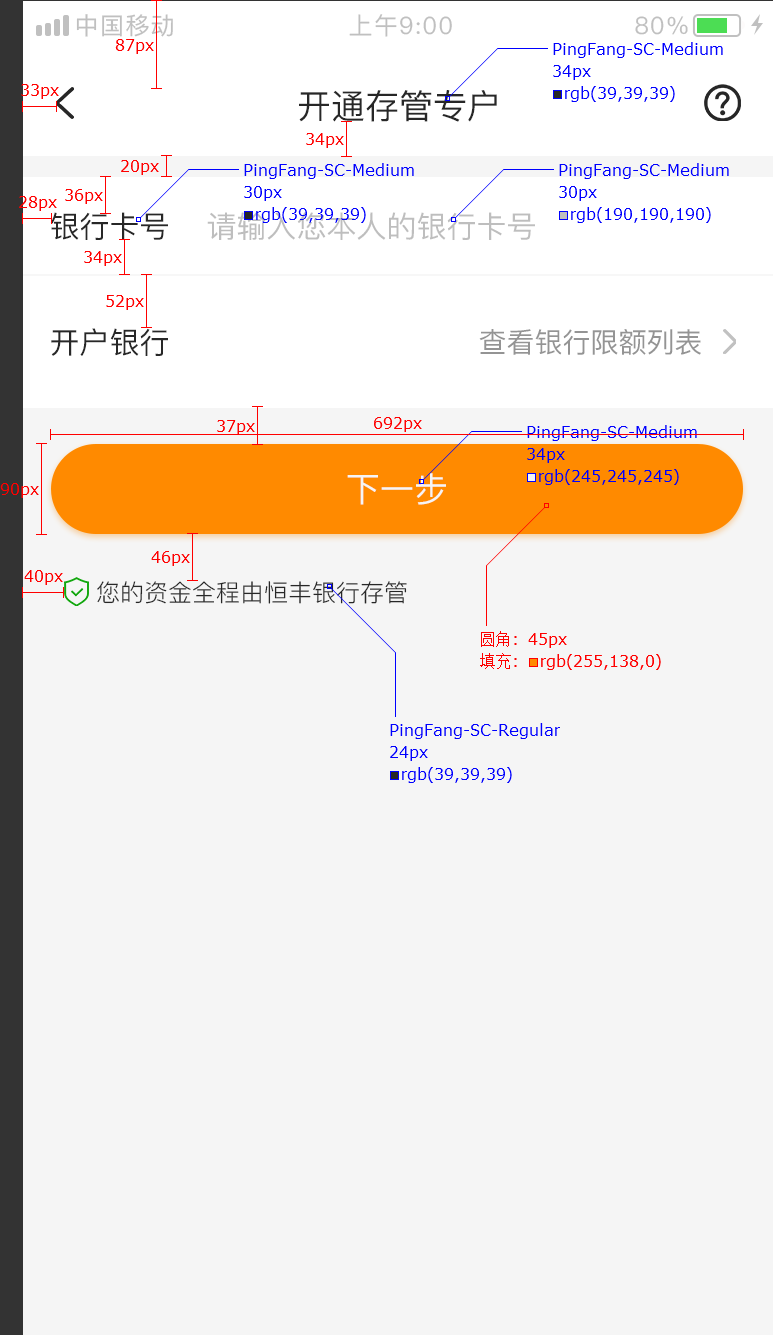 中国移动
上午9:00
80%
87px
PingFang-SC-Medium
34px
rgb(39,39,39)
33px
开通存管专户
34px
20px
PingFang-SC-Medium
30px
rgb(39,39,39)
PingFang-SC-Medium
30px
rgb(190,190,190)
36px
28px
银行卡号
请输入您本人的银行卡号
34px
52px
开户银行
查看银行限额列表
37px
692px
PingFang-SC-Medium
34px
rgb(245,245,245)
90px
下一步
46px
40px
您的资金全程由恒丰银行存管
圆角：45px
填充：rgb(255,138,0)
PingFang-SC-Regular
24px
rgb(39,39,39)